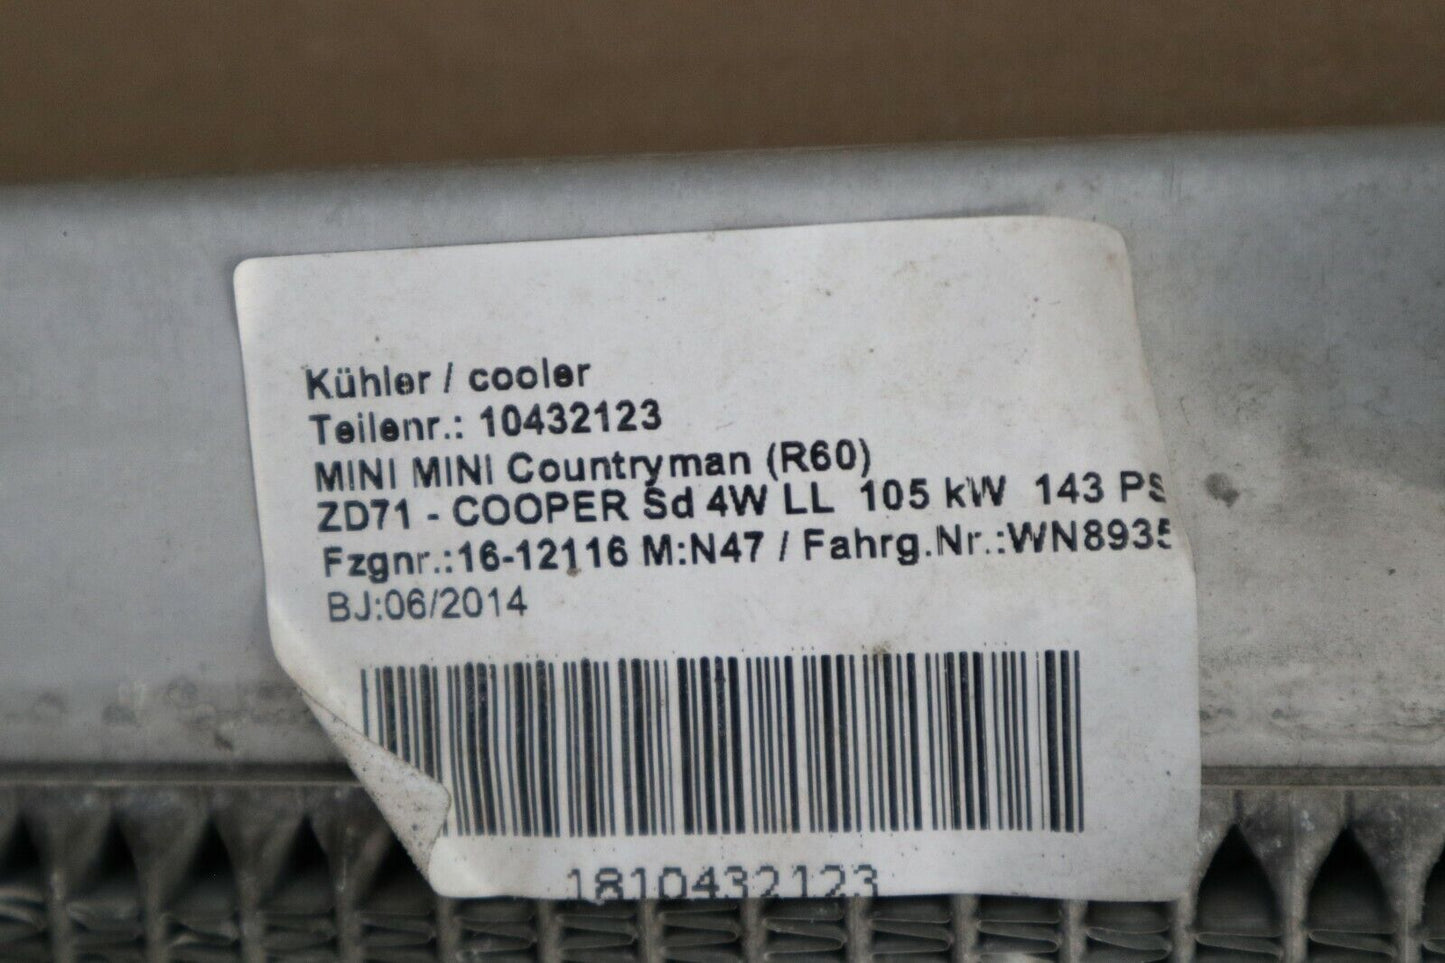 Kühler / cooler
Teilenr.: 10432123
MINI MINI Countryman (R60)
ZD71 - COOPER Sd 4W LL 105 kW 143 PS
Fzgnr.:16-12116 M:N47 / Fahrg.Nr.:WN8935
BJ:06/2014
1810432123